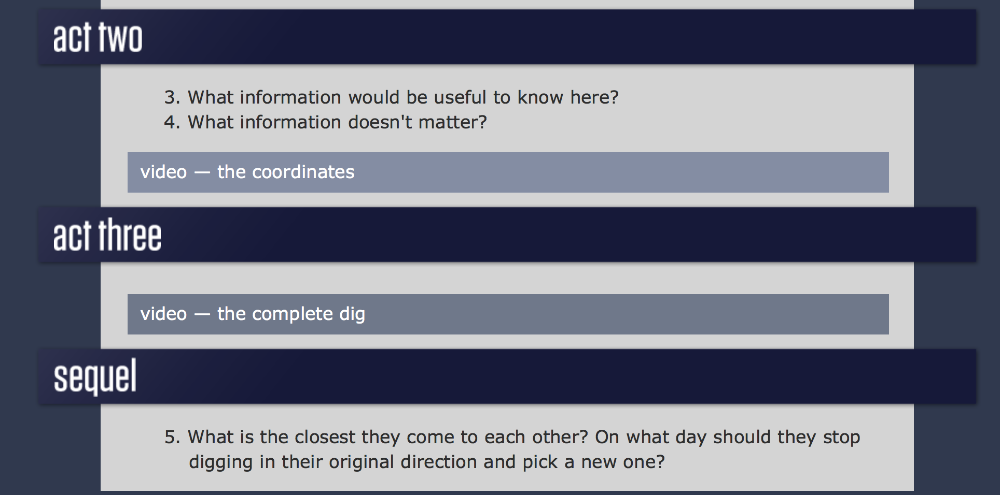 act two
3. What information would be useful to know here?
4. What information doesn't matter?
video — the coordinates
act three
video — the complete dig
sequel
5. What is the closest they come to each other? On what day should they stop
digging in their original direction and pick a new one?